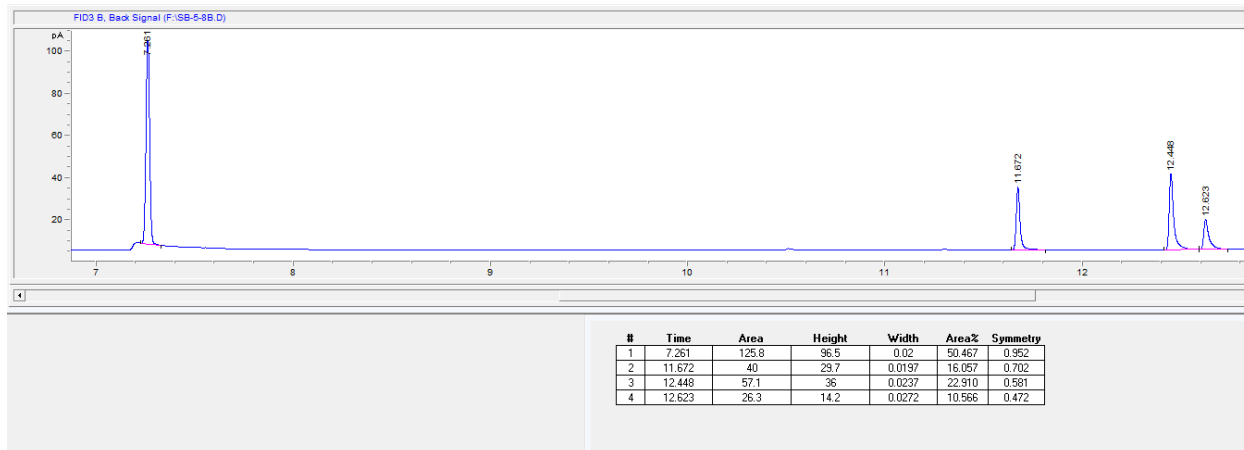 FID3 B, Back Signal (F:\SB-5-8B.D)
pA
100
80
60
40
20
7.261
11.672
12.448
12.623
7 8 9 10 11 12
# Time Area Height Width Area% Symmetry
1 7.261 125.8 96.5 0.02 50.467 0.952
2 11.672 40 29.7 0.0197 16.057 0.702
3 12.448 57.1 36 0.0237 22.910 0.581
4 12.623 26.3 14.2 0.0272 10.566 0.472